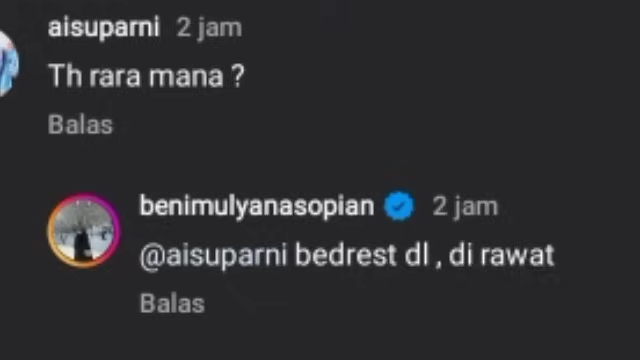 aisuparni 2 jam
Th rara mana ?
Balas
benimulyanasopian 2 jam
@aisuparni bedrest dl , di rawat
Balas